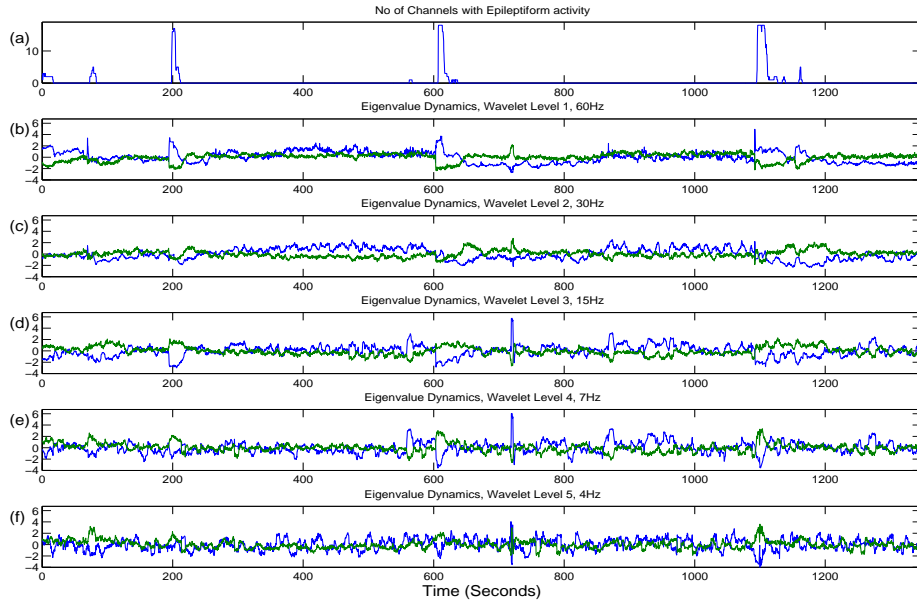 No of Channels with Epileptiform activity
(a)
10
0
0 200 400 600 800 1000 1200
Eigenvalue Dynamics, Wavelet Level 1, 60Hz
(b)
6
4
2
0
−2
−4
0 200 400 600 800 1000 1200
Eigenvalue Dynamics, Wavelet Level 2, 30Hz
(c)
6
4
2
0
−2
−4
0 200 400 600 800 1000 1200
Eigenvalue Dynamics, Wavelet Level 3, 15Hz
(d)
6
4
2
0
−2
−4
0 200 400 600 800 1000 1200
Eigenvalue Dynamics, Wavelet Level 4, 7Hz
(e)
6
4
2
0
−2
−4
0 200 400 600 800 1000 1200
Eigenvalue Dynamics, Wavelet Level 5, 4Hz
(f)
6
4
2
0
−2
−4
0 200 400 600 800 1000 1200
Time (Seconds)